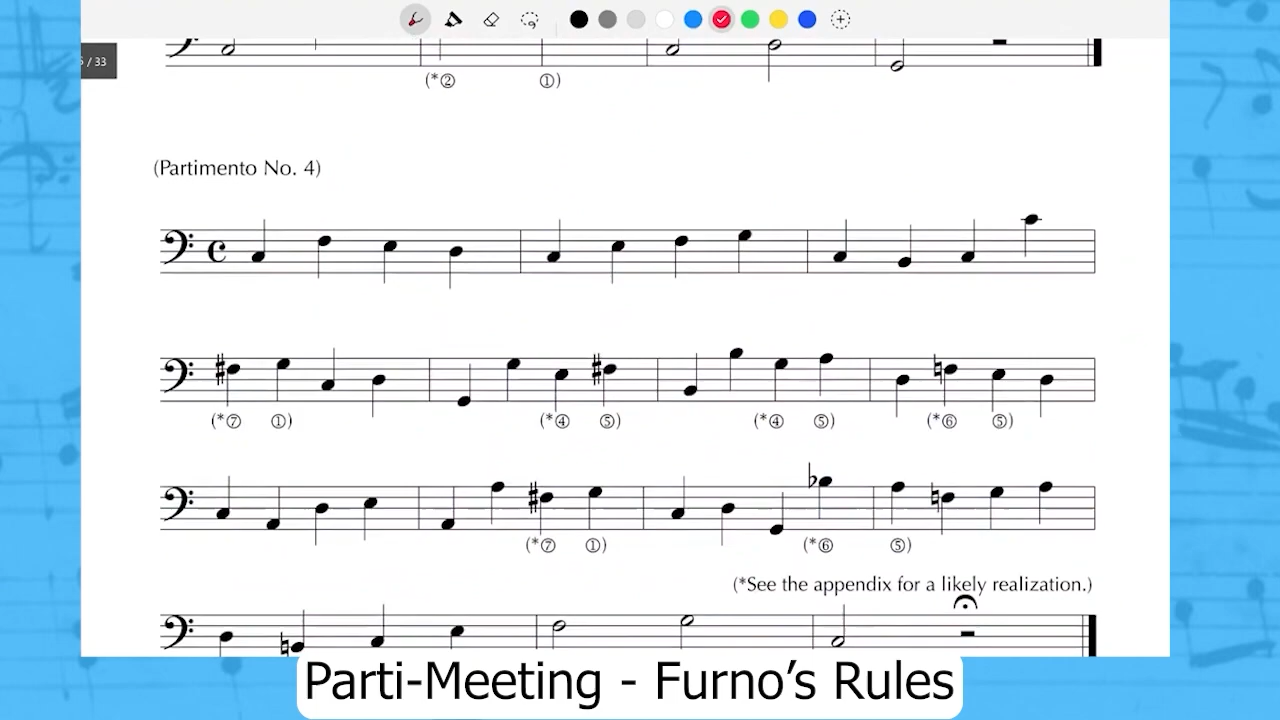 / 33
(*② ①)
(Partimento No. 4)
(*⑦ ①) (*④ ⑤) (*④ ⑤) (*⑥ ⑤)
(*⑦ ①) (*⑥ ⑤)
(*See the appendix for a likely realization.)
Parti-Meeting - Furno’s Rules